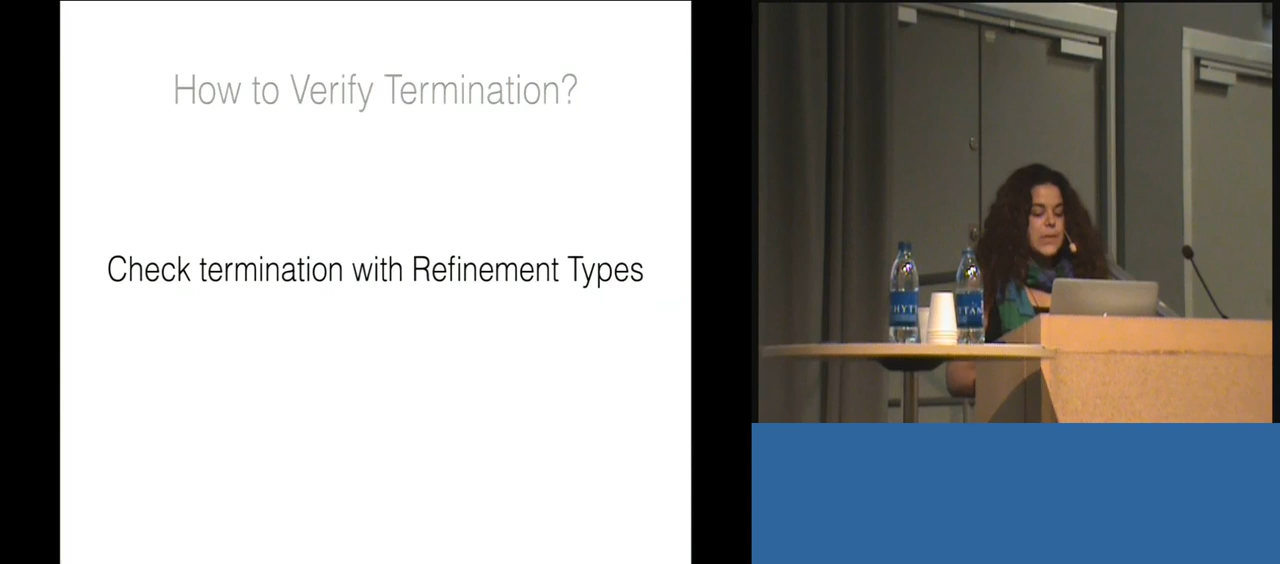 How to Verify Termination?
Check termination with Refinement Types